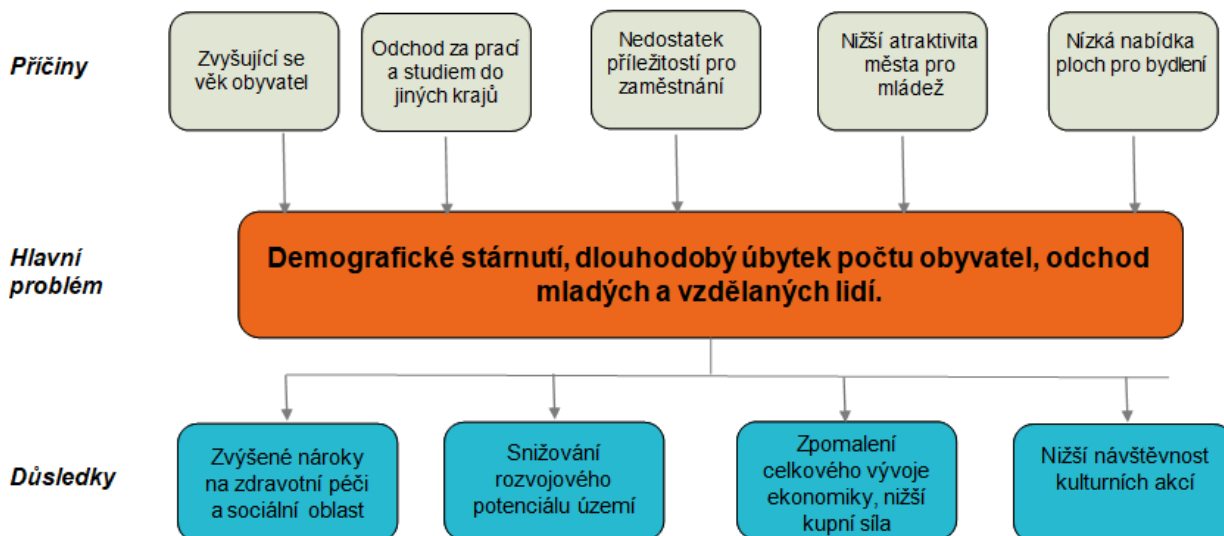 Příčiny
Zvyšující se
věk obyvatel
Odchod za prací
a studiem do
jiných krajů
Nedostatek
příležitostí pro
zaměstnání
Nižší atraktivita
města pro
mládež
Nízká nabídka
ploch pro bydlení
Hlavní
problém
Demografické stárnutí, dlouhodobý úbytek počtu obyvatel, odchod
mladých a vzdělaných lidí.
Důsledky
Zvýšené nároky
na zdravotní péči
a sociální oblast
Snižování
rozvojového
potenciálu území
Zpomalení
celkového vývoje
ekonomiky, nižší
kupní síla
Nižší návštěvnost
kulturních akcí